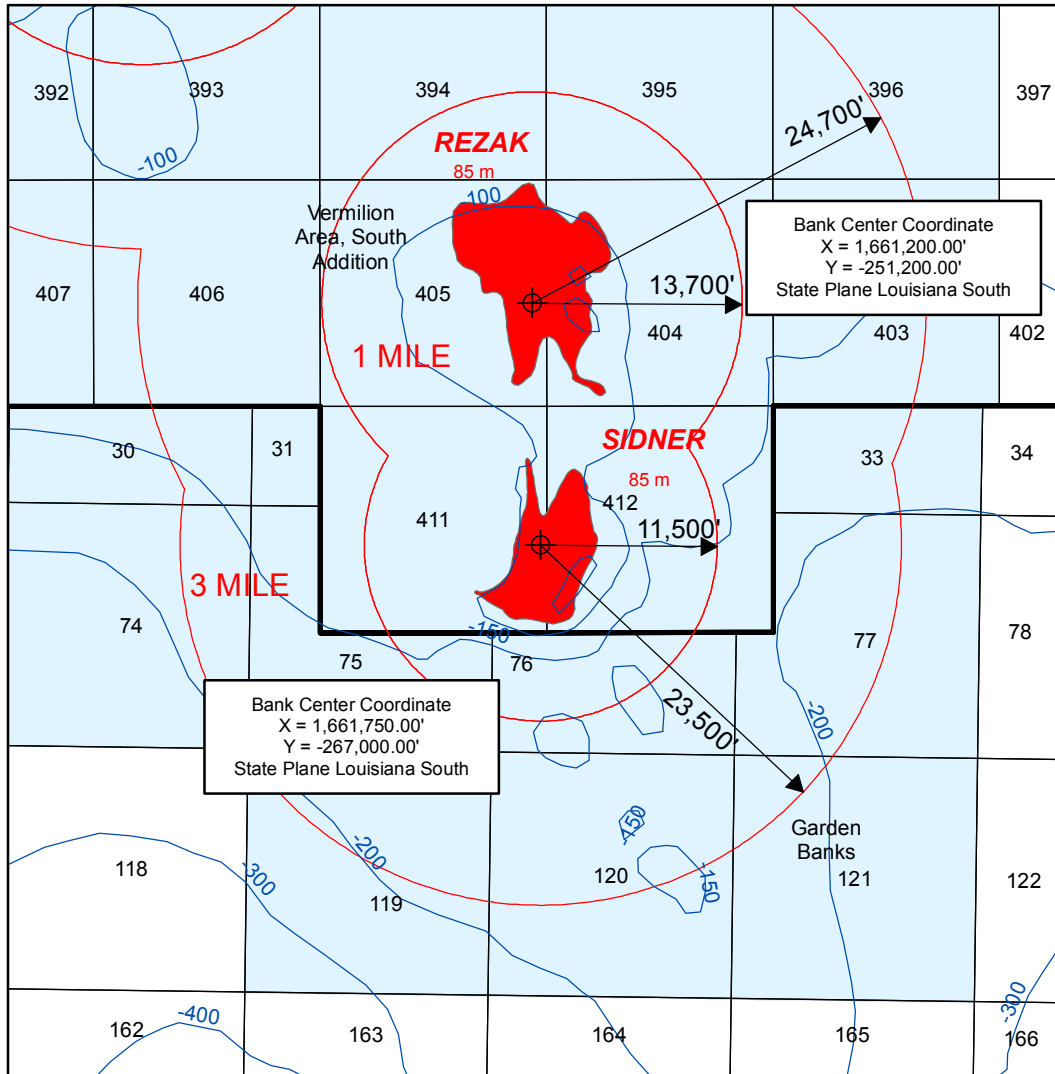 392
393
394
395
396
397
24,700'
REZAK
85 m
-100
-100
Vermilion
Area, South
Addition
Bank Center Coordinate
X = 1,661,200.00'
Y = -251,200.00'
State Plane Louisiana South
407
406
405
13,700'
404
403
402
1 MILE
SIDNER
85 m
30
31
33
34
411
412
11,500'
3 MILE
74
-150
75
76
77
78
Bank Center Coordinate
X = 1,661,750.00'
Y = -267,000.00'
State Plane Louisiana South
23,500'
-200
Garden
Banks
-150
118
-300
-200
119
120
-150
121
122
162
-400
163
164
165
-300
166